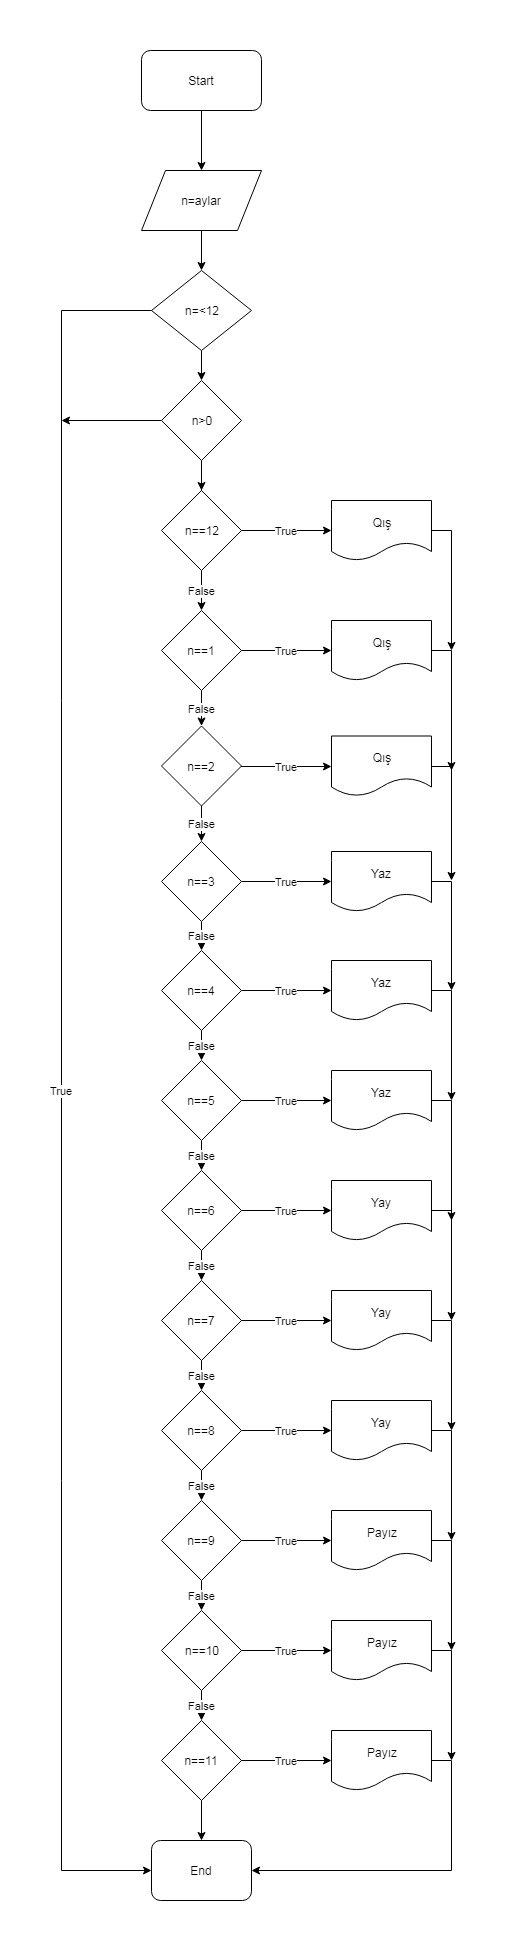 Start
n=aylar
n=<12
n>0
n==12
True
Qış
False
n==1
True
Qış
False
n==2
True
Qış
False
n==3
True
Yaz
False
n==4
True
Yaz
False
True
n==5
True
Yaz
False
n==6
True
Yay
False
n==7
True
Yay
False
n==8
True
Yay
False
n==9
True
Payız
False
n==10
True
Payız
False
n==11
True
Payız
End